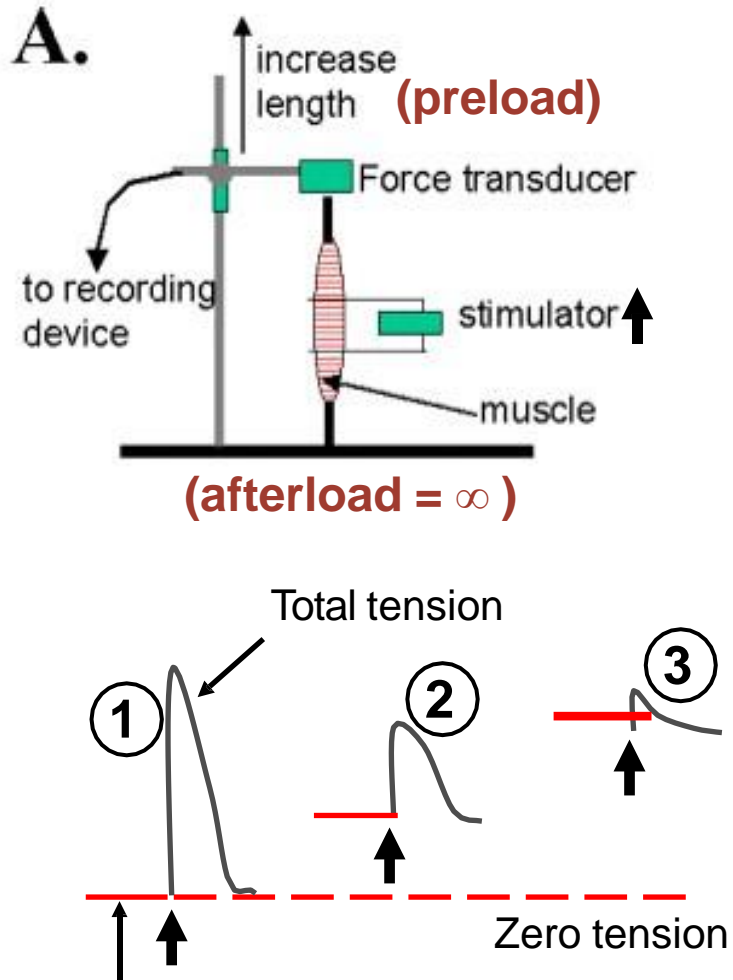 A.
increase
length
(preload)
Force transducer
to recording
device
stimulator
muscle
(afterload = ∞ )
Total tension
1
2
3
Zero tension